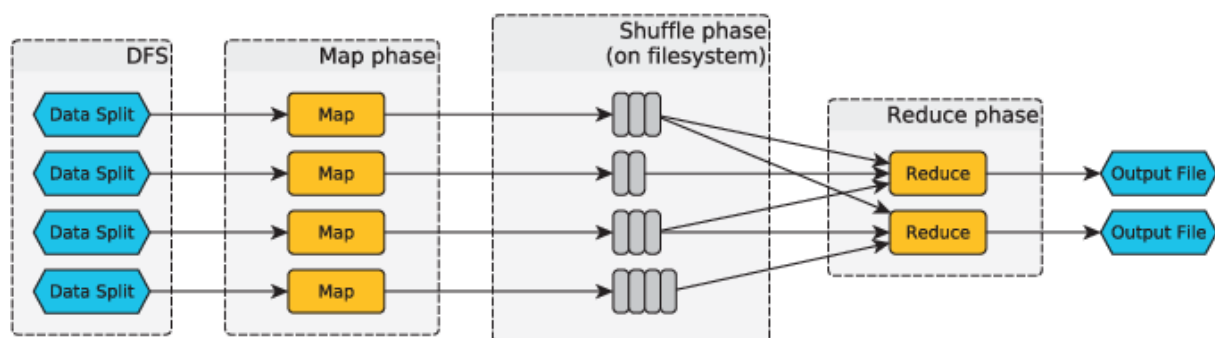 DFS
Map phase
Shuffle phase
(on filesystem)
Reduce phase
Data Split
Map
Data Split
Map
Reduce
Output File
Data Split
Map
Reduce
Output File
Data Split
Map